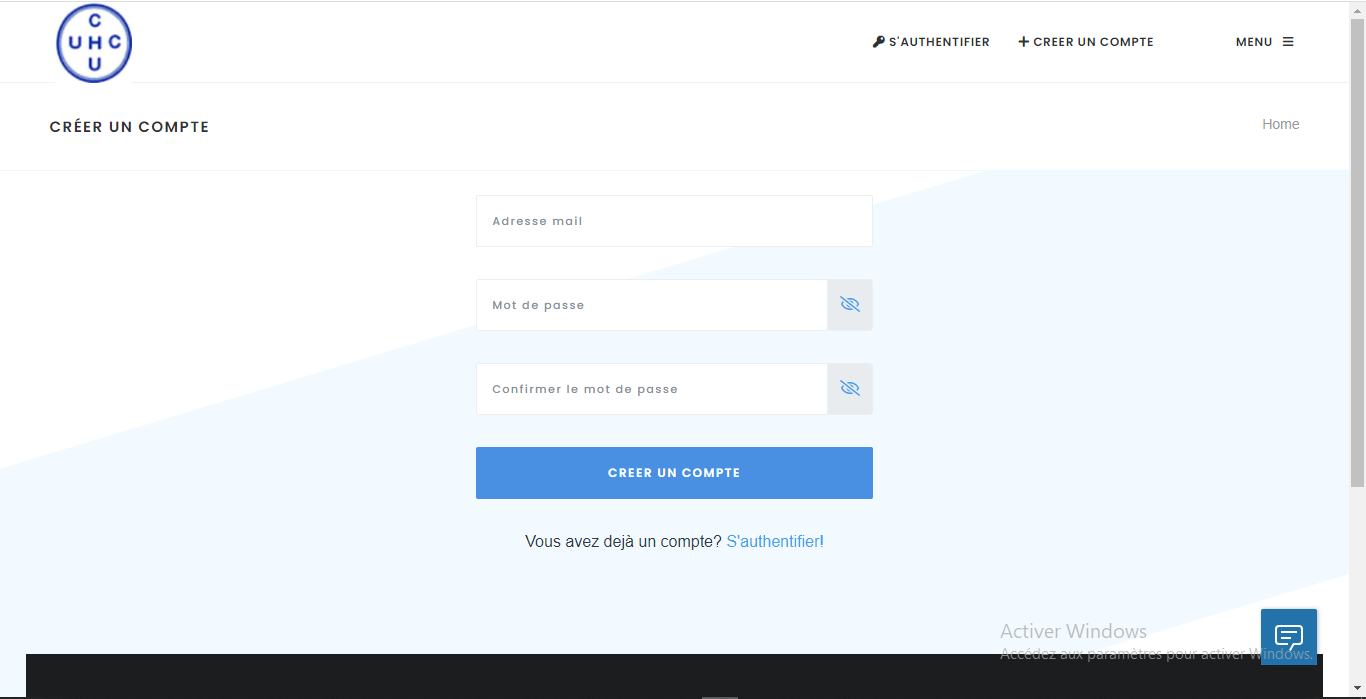 C
UHC
U
S'AUTHENTIFIER
CREER UN COMPTE
MENU
CRÉER UN COMPTE
Home
Adresse mail
Mot de passe
Confirmer le mot de passe
CREER UN COMPTE
Vous avez dejà un compte? S'authentifier!
Activer Windows
Accédez aux paramètres pour activer Windows.